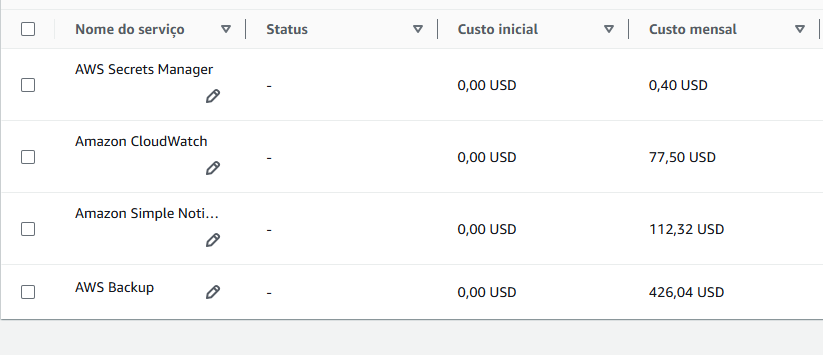 Nome do serviço Status Custo inicial Custo mensal
AWS Secrets Manager - 0,00 USD 0,40 USD
Amazon CloudWatch - 0,00 USD 77,50 USD
Amazon Simple Noti... - 0,00 USD 112,32 USD
AWS Backup - 0,00 USD 426,04 USD